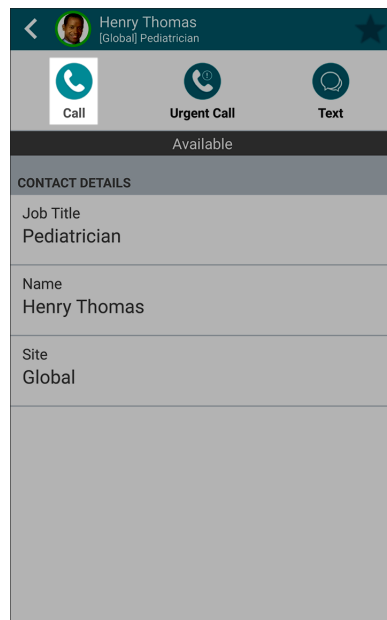 Henry Thomas
[Global] Pediatrician
Call
Urgent Call
Text
Available
CONTACT DETAILS
Job Title
Pediatrician
Name
Henry Thomas
Site
Global